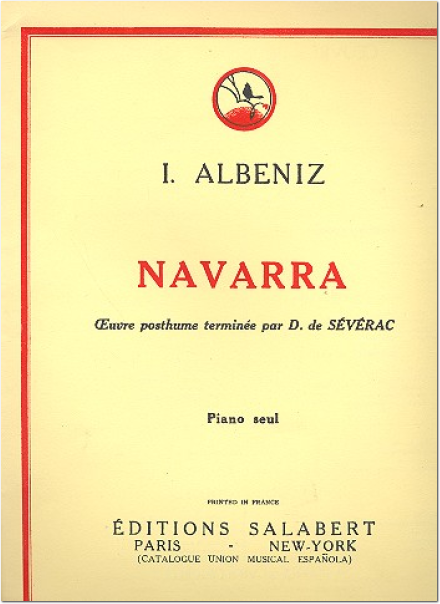 I. ALBENIZ
NAVARRA
Œuvre posthume terminée par D. de SÉVÉRAC
Piano seul
PRINTED IN FRANCE
ÉDITIONS SALABERT
PARIS - NEW-YORK
(CATALOGUE UNION MUSICAL ESPAÑOLA)